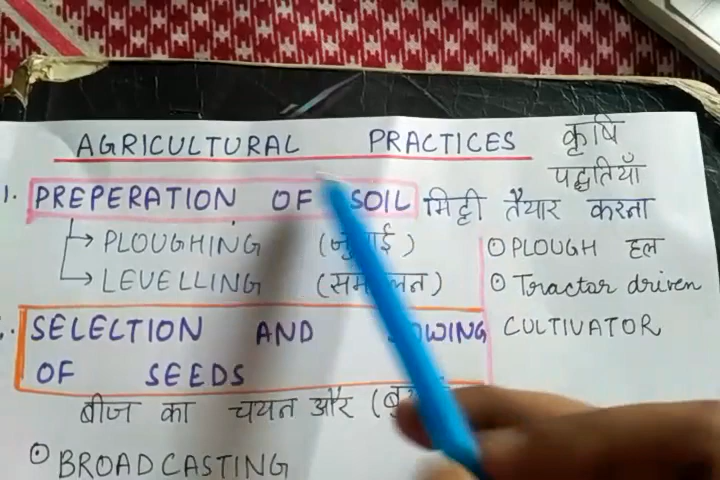 AGRICULTURAL PRACTICES कृषि पद्धतियाँ
1. PREPERATION OF SOIL मिट्टी तैयार करना
→ PLOUGHING
→ LEVELLING
⊙ PLOUGH हल
⊙ Tractor driven
CULTIVATOR
SELECTION AND
OF SEEDS
बीज का चयन और
⊙ BROADCASTING